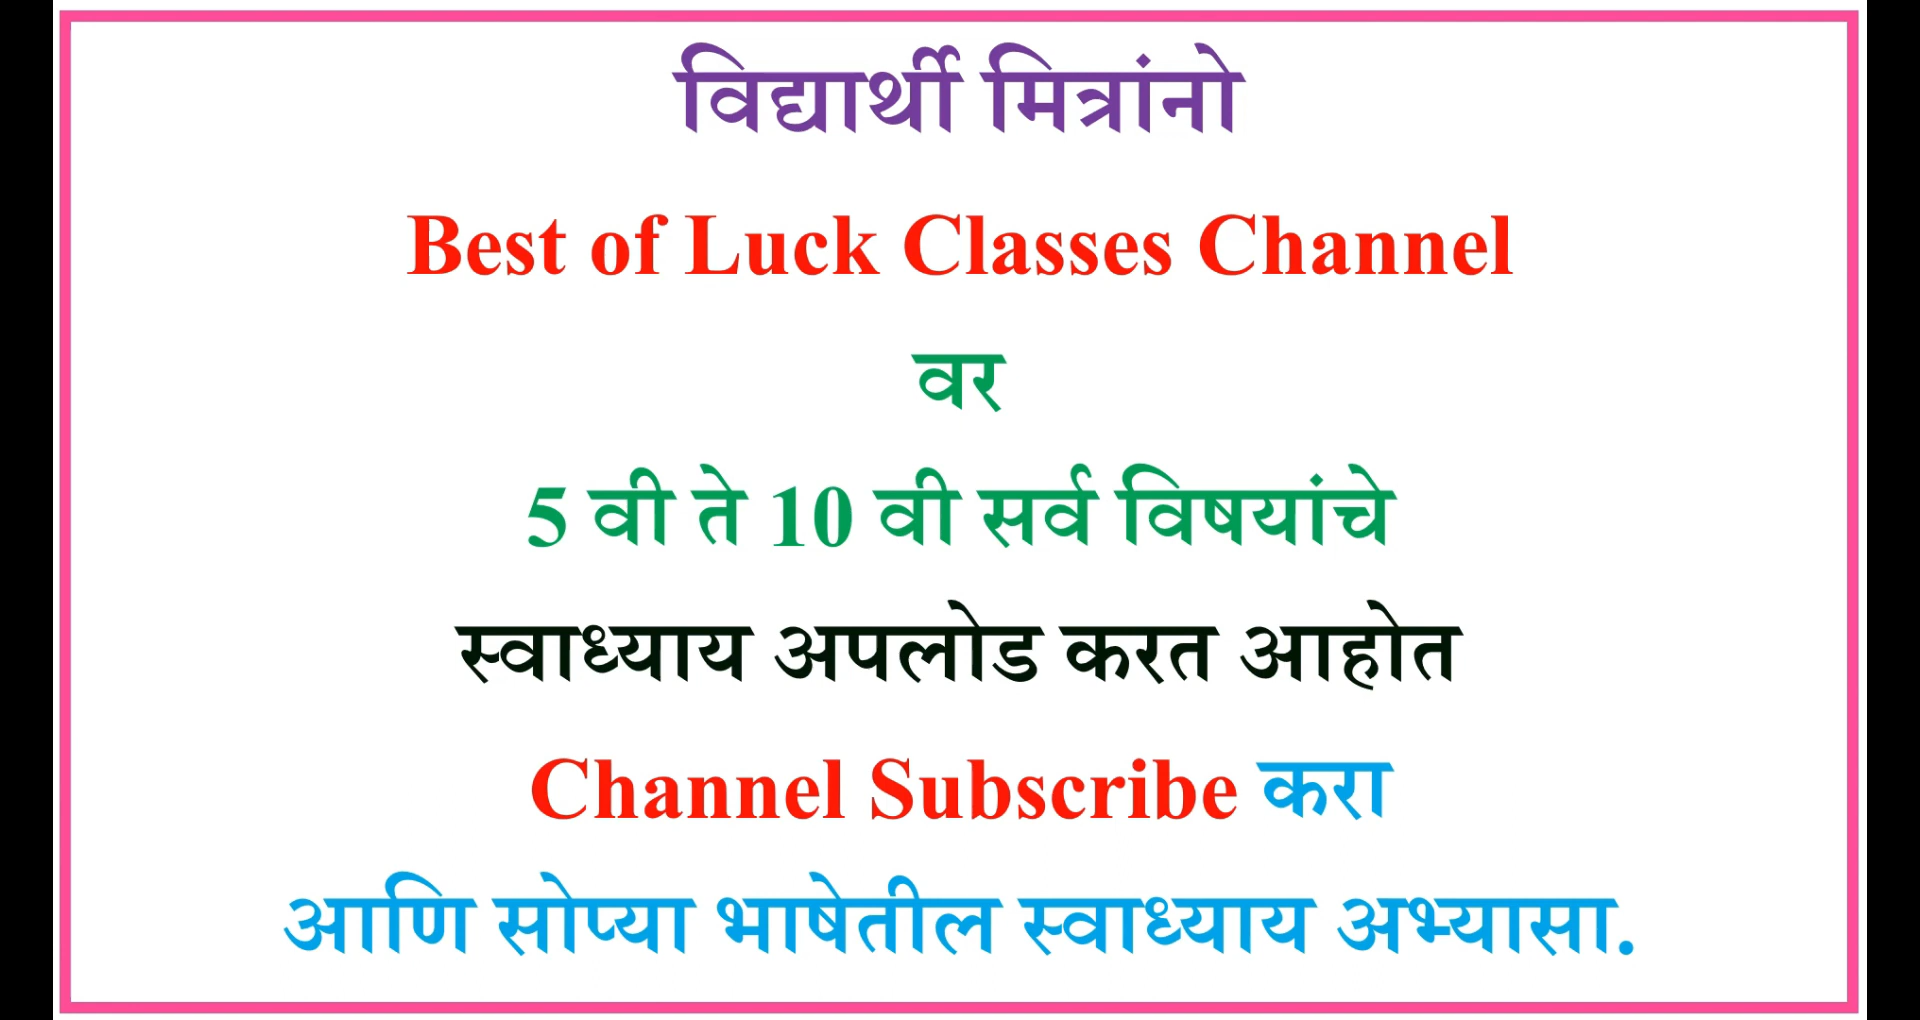 विद्यार्थी मित्रांनो
Best of Luck Classes Channel
वर
5 वी ते 10 वी सर्व विषयांचे
स्वाध्याय अपलोड करत आहोत
Channel Subscribe करा
आणि सोप्या भाषेतील स्वाध्याय अभ्यासा.